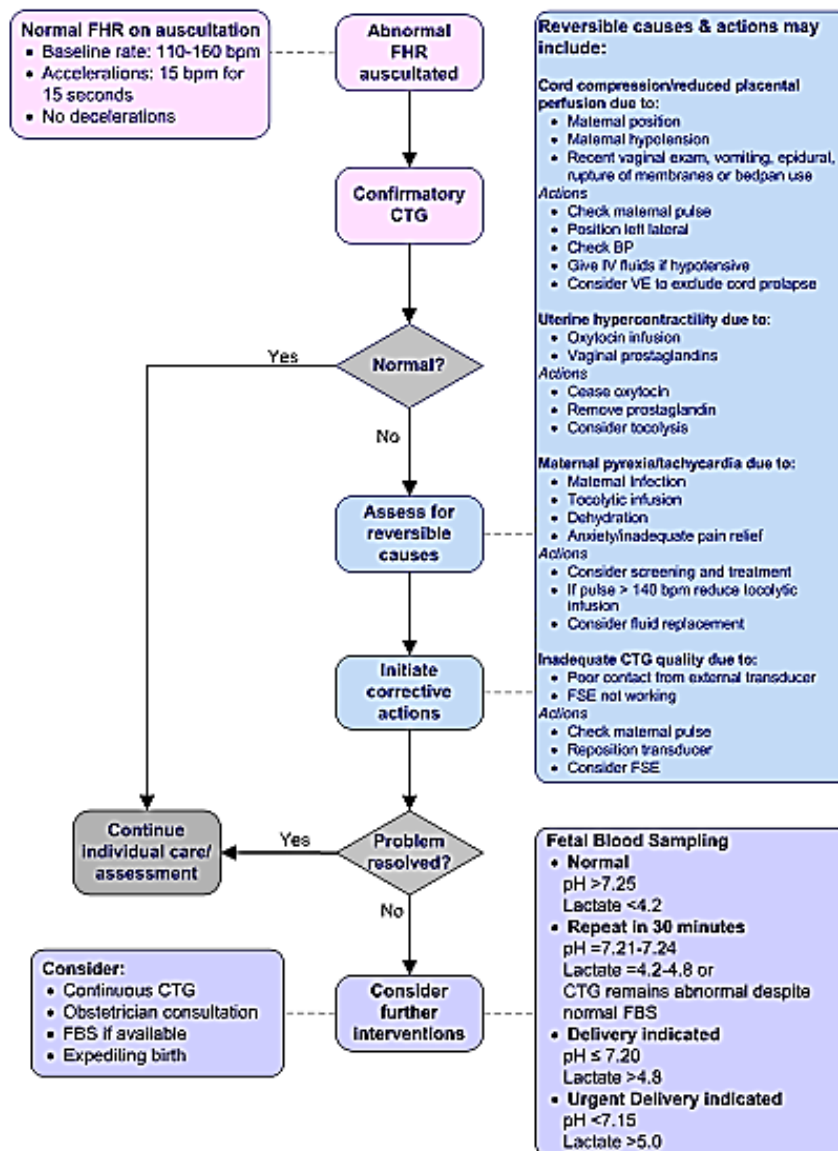 Normal FHR on auscultation
• Baseline rate: 110-160 bpm
• Accelerations: 15 bpm for
15 seconds
• No decelerations
Abnormal
FHR
auscultated
Confirmatory
CTG
Normal?
Yes
No
Assess for
reversible
causes
Initiate
corrective
actions
Problem
resolved?
Yes
No
Continue
individual care/
assessment
Consider
further
interventions
Consider:
• Continuous CTG
• Obstetrician consultation
• FBS if available
• Expediling birth
Reversible causes & actions may
include:
Cord compression/reduced placental
perfusion due to:
• Maternal position
• Maternal hypotension
• Recent vaginal exam, vomiting, epidural,
rupture of membranes or bedpan use
Actions
• Check maternal pulse
• Position left lateral
• Check BP
• Give IV fluids if hypotensive
• Consider VE to exclude cord prolapse
Uterine hypercontractility due to:
• Oxytocin infusion
• Vaginal prostaglandins
Actions
• Cease oxytocin
• Remove prostaglandin
• Consider tocolysis
Maternal pyrexia/tachycardia due to:
• Maternal Infection
• Tocolytic infusion
• Dehydration
• Anxiety/inadequate pain relief
Actions
• Consider screening and treatment
• If pulse > 140 bpm reduce tocolytic
infusion
• Consider fluid replacement
Inadequate CTG quality due to:
• Poor contact from external transducer
• FSE not working
Actions
• Check maternal pulse
• Reposition transducer
• Consider FSE
Fetal Blood Sampling
• Normal
pH >7.25
Lactate <4.2
• Repeat in 30 minutes
pH =7.21-7.24
Lactate =4.2-4.8 or
CTG remains abnormal despite
normal FBS
• Delivery indicated
pH ≤ 7.20
Lactate >4.8
• Urgent Delivery indicated
pH <7.15
Lactate >5.0